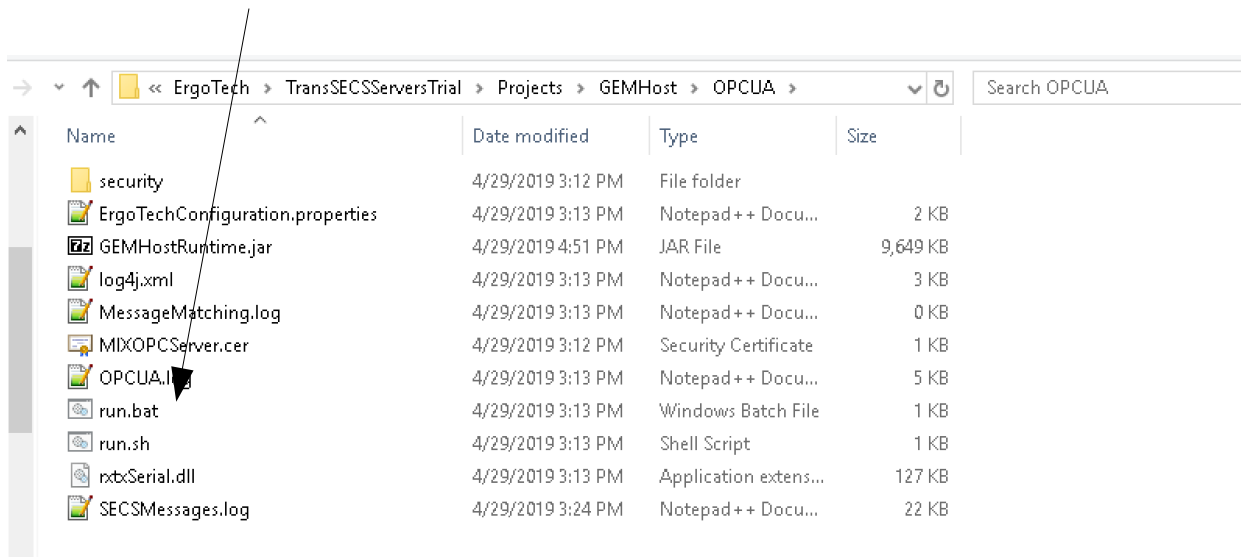 « ErgoTech > TransSECSServersTrial > Projects > GEMHost > OPCUA > Search OPCUA
Name Date modified Type Size
security 4/29/2019 3:12 PM File folder
ErgoTechConfiguration.properties 4/29/2019 3:13 PM Notepad++ Docu... 2 KB
GEMHostRuntime.jar 4/29/2019 4:51 PM JAR File 9,649 KB
log4j.xml 4/29/2019 3:13 PM Notepad++ Docu... 3 KB
MessageMatching.log 4/29/2019 3:13 PM Notepad++ Docu... 0 KB
MIXOPCServer.cer 4/29/2019 3:12 PM Security Certificate 1 KB
OPCUA.log 4/29/2019 3:13 PM Notepad++ Docu... 5 KB
run.bat 4/29/2019 3:13 PM Windows Batch File 1 KB
run.sh 4/29/2019 3:13 PM Shell Script 1 KB
rxtxSerial.dll 4/29/2019 3:13 PM Application extens... 127 KB
SECSMessages.log 4/29/2019 3:24 PM Notepad++ Docu... 22 KB